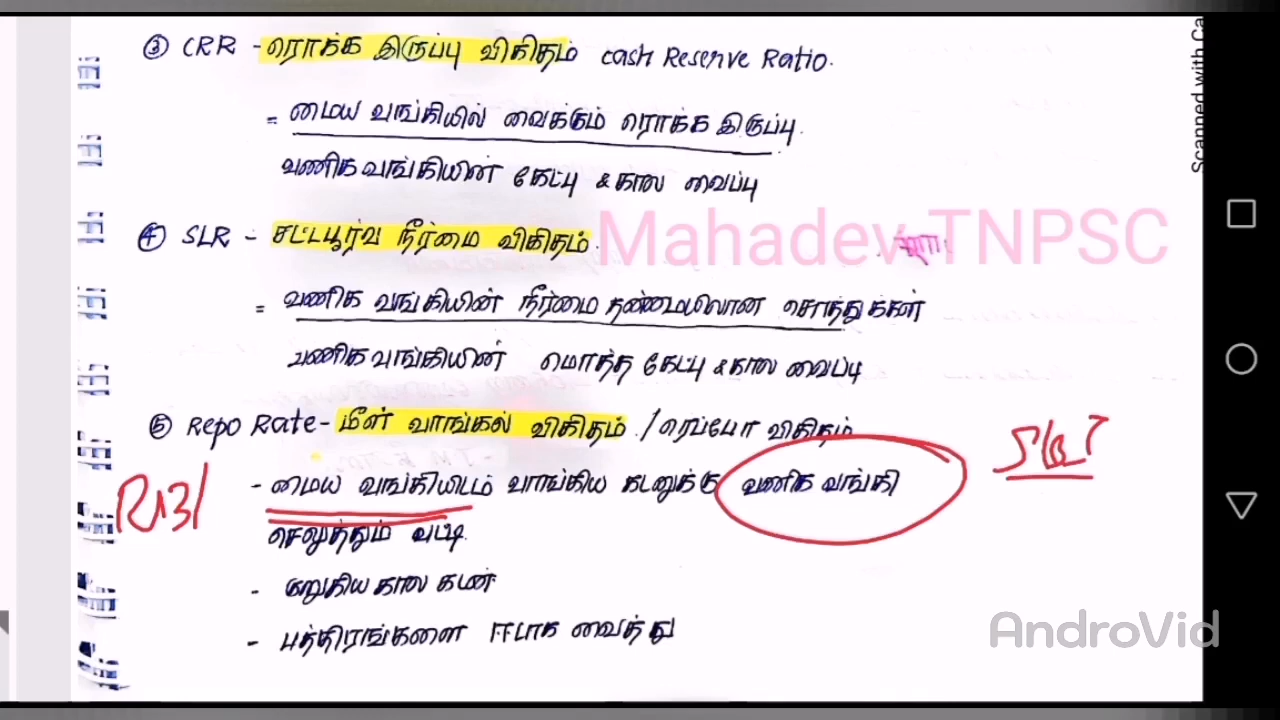 ③ CRR - ரொக்க இருப்பு விகிதம் cash Reserve Ratio.
= மைய வங்கியில் வைக்கும் ரொக்க இருப்பு.
வணிக வங்கியின் கேட்பு & கால வைப்பு
④ SLR - சட்டபூர்வ நீர்மை விகிதம்.
Mahadev TNPSC
= வணிக வங்கியின் நீர்மை தன்மையிலான சொத்துக்கள்
வணிக வங்கியின் மொத்த கேட்பு & கால வைப்பு
⑤ Repo Rate - மீள் வாங்கல் விகிதம் / ரெப்போ விகிதம்
- மைய வங்கியிடம் வாங்கிய கடனுக்கு வணிக வங்கி
RBI
செலுத்தும் வட்டி.
- குறுகிய கால கடன்
- பத்திரங்களை ஈடாக வைத்து
AndroVid
Scanned with Ca